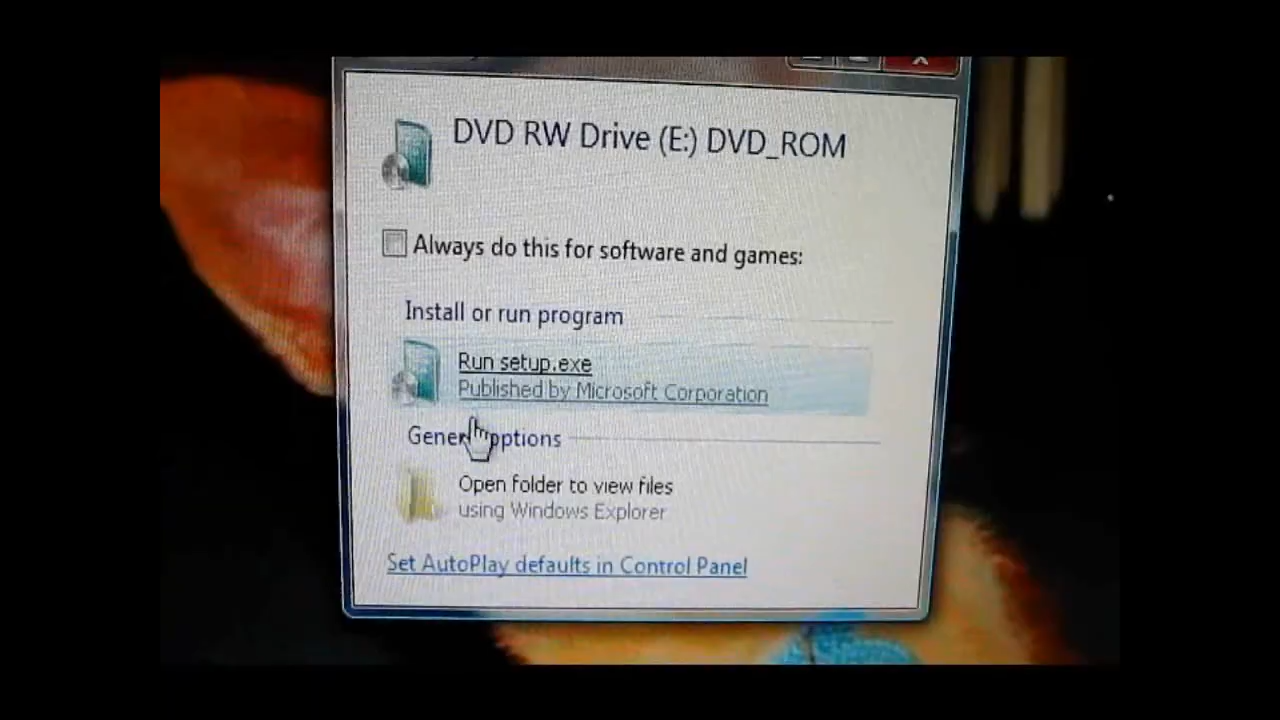 DVD RW Drive (E:) DVD_ROM
Always do this for software and games:
Install or run program
Run setup.exe
Published by Microsoft Corporation
options
Open folder to view files
using Windows Explorer
Set AutoPlay defaults in Control Panel